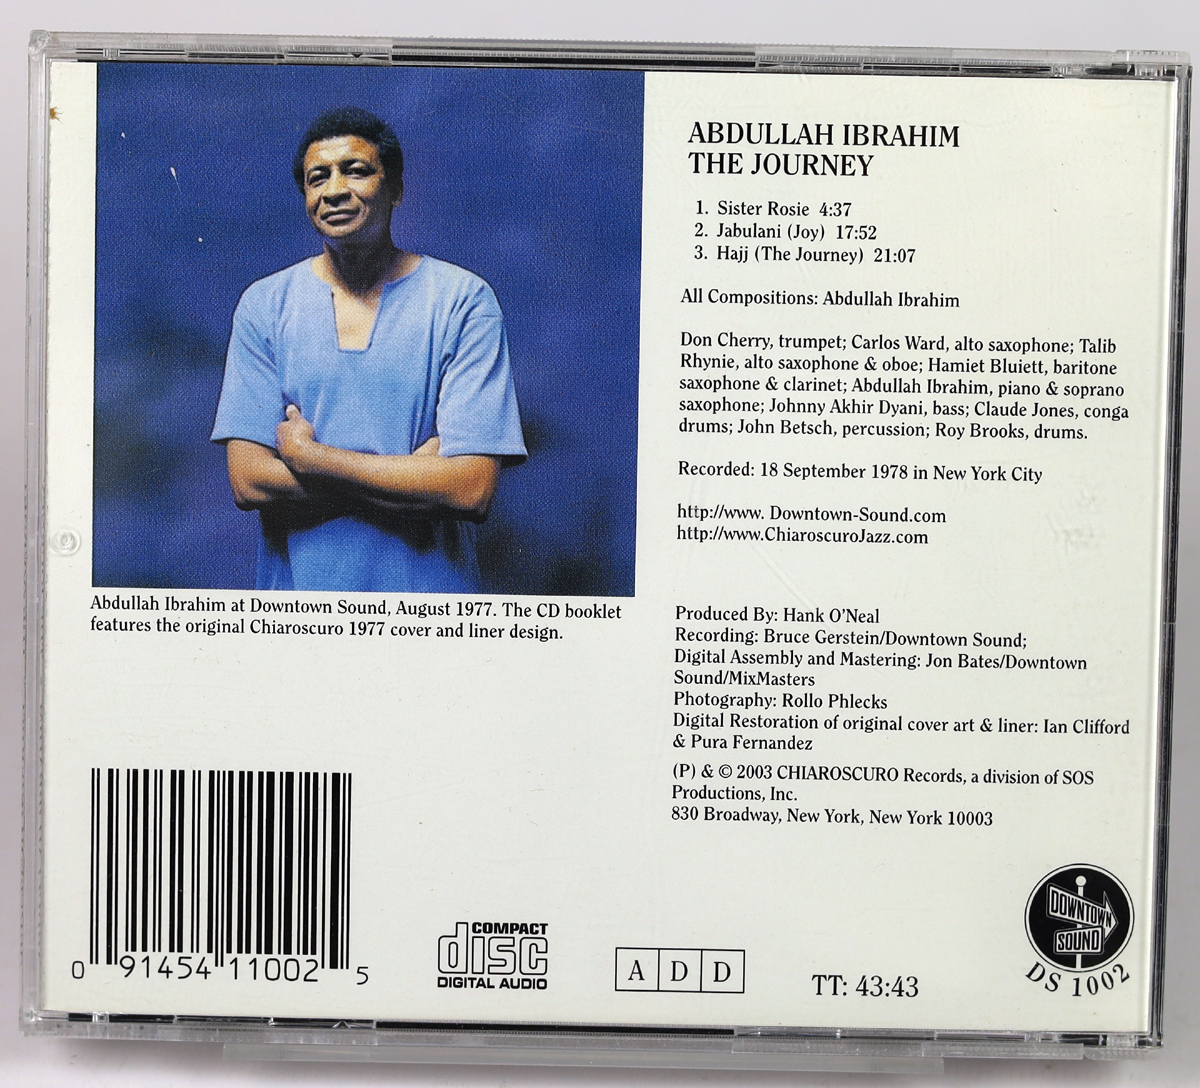 ABDULLAH IBRAHIM
THE JOURNEY
1. Sister Rosie 4:37
2. Jabulani (Joy) 17:52
3. Hajj (The Journey) 21:07
All Compositions: Abdullah Ibrahim
Don Cherry, trumpet; Carlos Ward, alto saxophone; Talib
Rhynie, alto saxophone & oboe; Hamiet Bluiett, baritone
saxophone & clarinet; Abdullah Ibrahim, piano & soprano
saxophone; Johnny Akhir Dyani, bass; Claude Jones, conga
drums; John Betsch, percussion; Roy Brooks, drums.
Recorded: 18 September 1978 in New York City
http://www. Downtown-Sound.com
http://www.ChiaroscuroJazz.com
Abdullah Ibrahim at Downtown Sound, August 1977. The CD booklet
features the original Chiaroscuro 1977 cover and liner design.
Produced By: Hank O'Neal
Recording: Bruce Gerstein/Downtown Sound;
Digital Assembly and Mastering: Jon Bates/Downtown
Sound/MixMasters
Photography: Rollo Phlecks
Digital Restoration of original cover art & liner: Ian Clifford
& Pura Fernandez
(P) & © 2003 CHIAROSCURO Records, a division of SOS
Productions, Inc.
830 Broadway, New York, New York 10003
0 91454 11002 5
COMPACT
disc
DIGITAL AUDIO
A D D
TT: 43:43
DOWNTOWN
SOUND
DS 1002